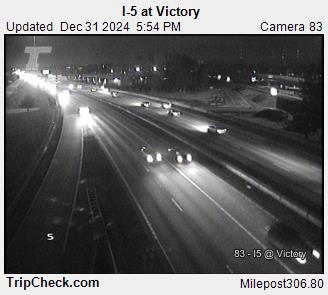 I-5 at Victory
Updated Dec 31 2024 5:54 PM Camera 83
S
83 - I5 @ Victory
TripCheck.com Milepost306.80